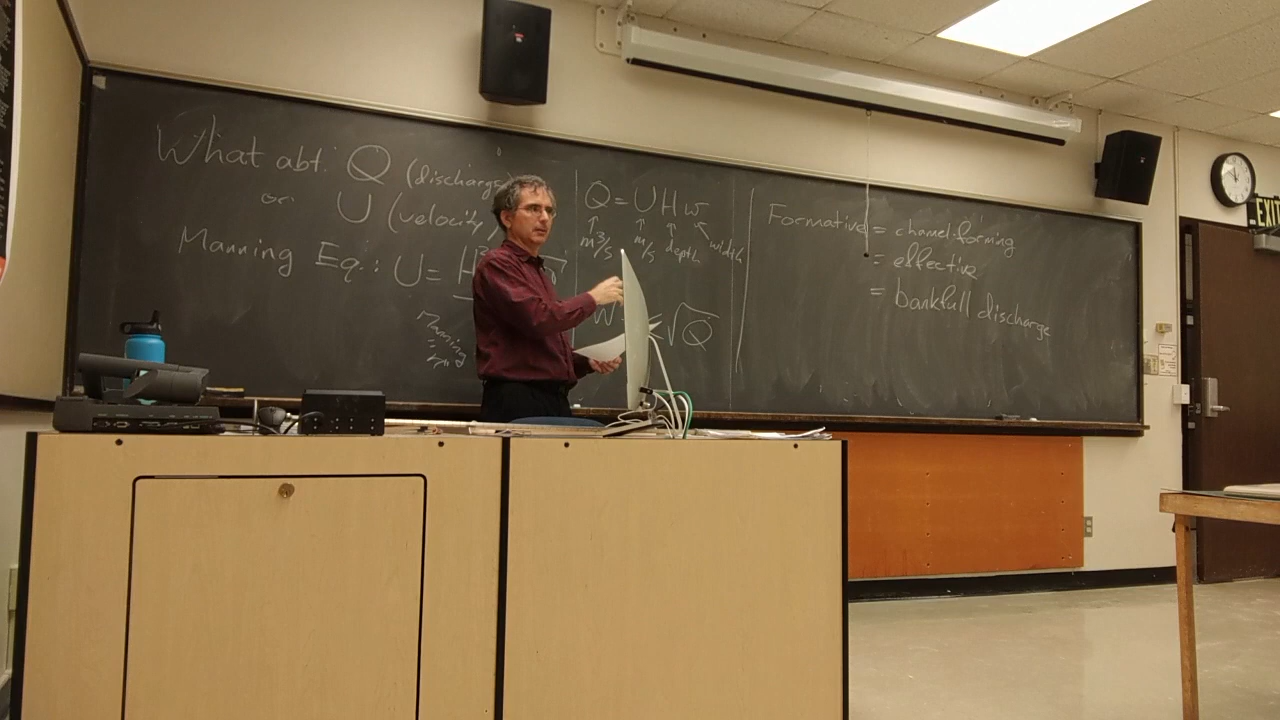 What abt. Q (discharge)
or U (velocity)
Manning Eq.: U =
Manning
Q = U H w
m³/s m/s depth width
W √Q
Formative = channel-forming
= effective
= bankfull discharge
EXIT